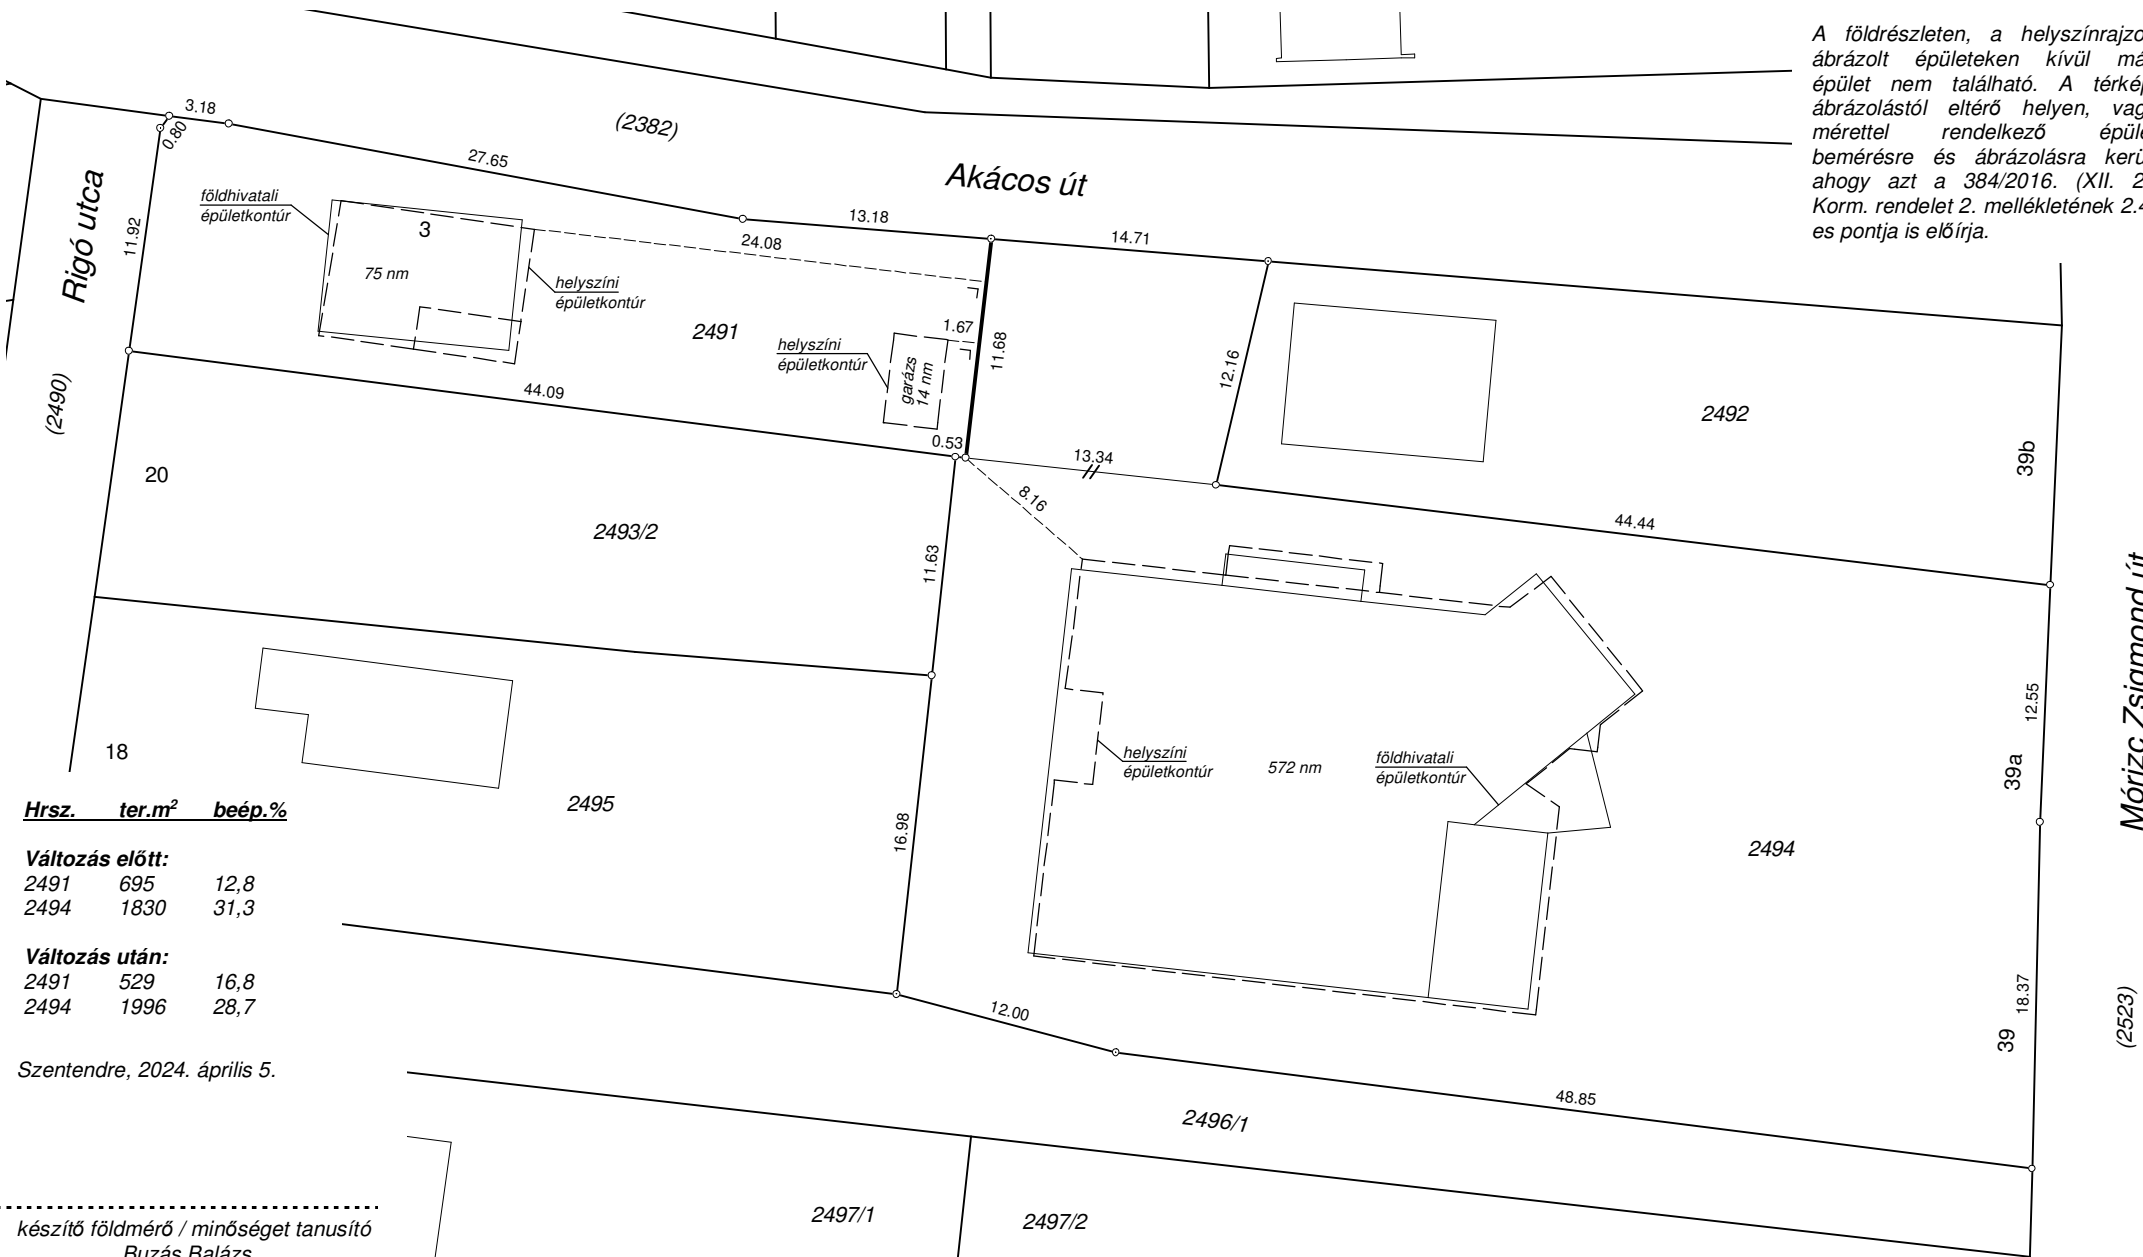 A földrészleten, a helyszínrajzo
ábrázolt épületeken kívül má
épület nem található. A térké
ábrázolástól eltérő helyen, vag
mérettel rendelkező épül
bemérésre és ábrázolásra kerü
ahogy azt a 384/2016. (XII. 2
Korm. rendelet 2. mellékletének 2.4
es pontja is előírja.
3.18
0.80
27.65
(2382)
Akácos út
13.18
14.71
Rigó utca
11.92
földhivatali
épületkontúr
3
75 nm
24.08
helyszíni
épületkontúr
2491
1.67
helyszíni
épületkontúr
garázs
14 nm
11.68
12.16
2492
39b
(2490)
44.09
0.53
13.34
8.16
44.44
20
2493/2
11.63
Mórizc Zsigmond út
12.55
39a
18
2495
16.98
helyszíni
épületkontúr
572 nm
földhivatali
épületkontúr
2494
18.37
39
(2523)
12.00
48.85
2496/1
2497/1
2497/2
Hrsz. ter.m² beép.%
Változás előtt:
2491 695 12,8
2494 1830 31,3
Változás után:
2491 529 16,8
2494 1996 28,7
Szentendre, 2024. április 5.
készítő földmérő / minőséget tanusító
Buzás Balázs